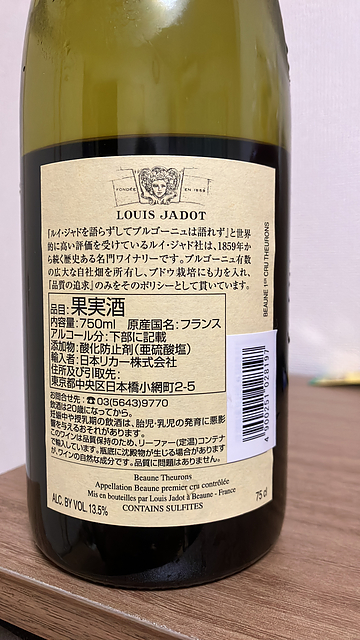 FONDÉE EN 1859
LOUIS JADOT
「ルイ・ジャドを語らずしてブルゴーニュは語れず」と世界
的に高い評価を受けているルイ・ジャド社は、1859年か
ら続く歴史ある名門ワイナリーです。ブルゴーニュ有数
の広大な自社畑を所有し、ブドウ栽培にも力を入れ、
「品質の追求」のみをそのポリシーとして貫いています。
品目:果実酒
内容量:750ml 原産国名:フランス
アルコール分:下部に記載
添加物:酸化防止剤(亜硫酸塩)
輸入者:日本リカー株式会社
住所及び引取先:
東京都中央区日本橋小網町2-5
お問合せ先:☎03(5643)9770
飲酒は20歳になってから。
妊娠中や授乳期の飲酒は、胎児・乳児の発育に悪影
響を与えるおそれがあります。
このワインは品質保持のため、リーファー(定温)コンテナ
で輸入しています。瓶底に沈殿物が生じる場合があります
が、ワインの自然な成分です。品質に問題はありません。
Beaune Theurons
Appellation Beaune premier cru contrôlée
Mis en bouteilles par Louis Jadot à Beaune - France
ALC. BY VOL 13.5%
CONTAINS SULFITES
75 cl
BEAUNE 1ER CRU THEURONS
4 900251 028197